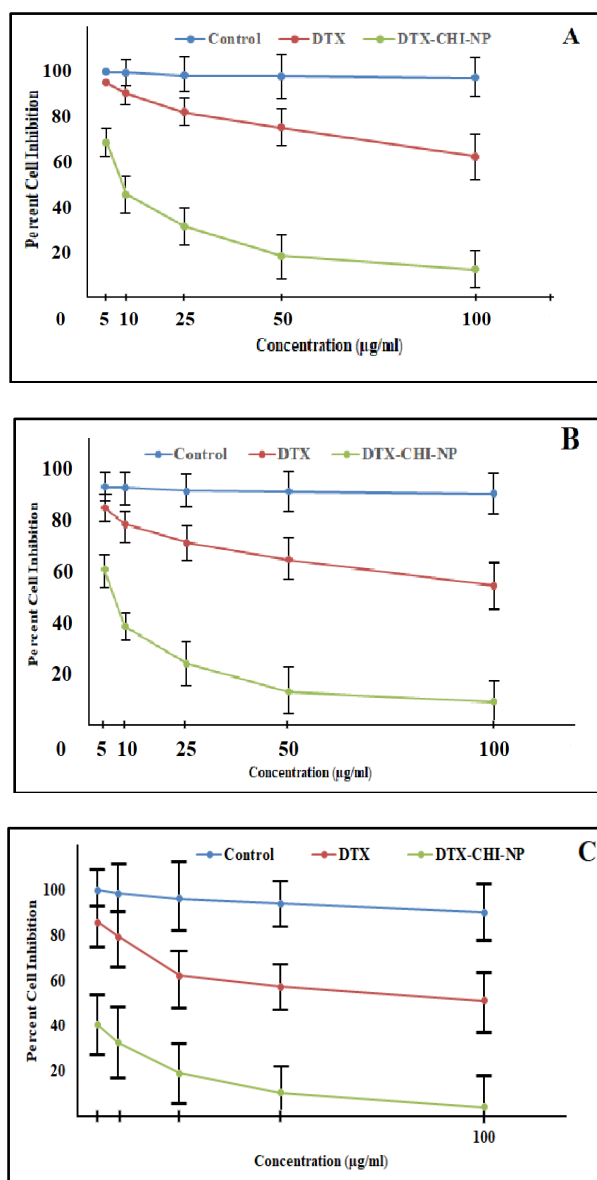 Control DTX DTX-CHI-NP
A
100
80
60
40
20
0
Percent Cell Inhibition
5 10 25 50 100
Concentration (µg/ml)
Control DTX DTX-CHI-NP
B
100
80
60
40
20
0
Percent Cell Inhibition
5 10 25 50 100
Concentration (µg/ml)
Control DTX DTX-CHI-NP
C
100
80
60
40
20
Percent Cell Inhibition
100
Concentration (µg/ml)